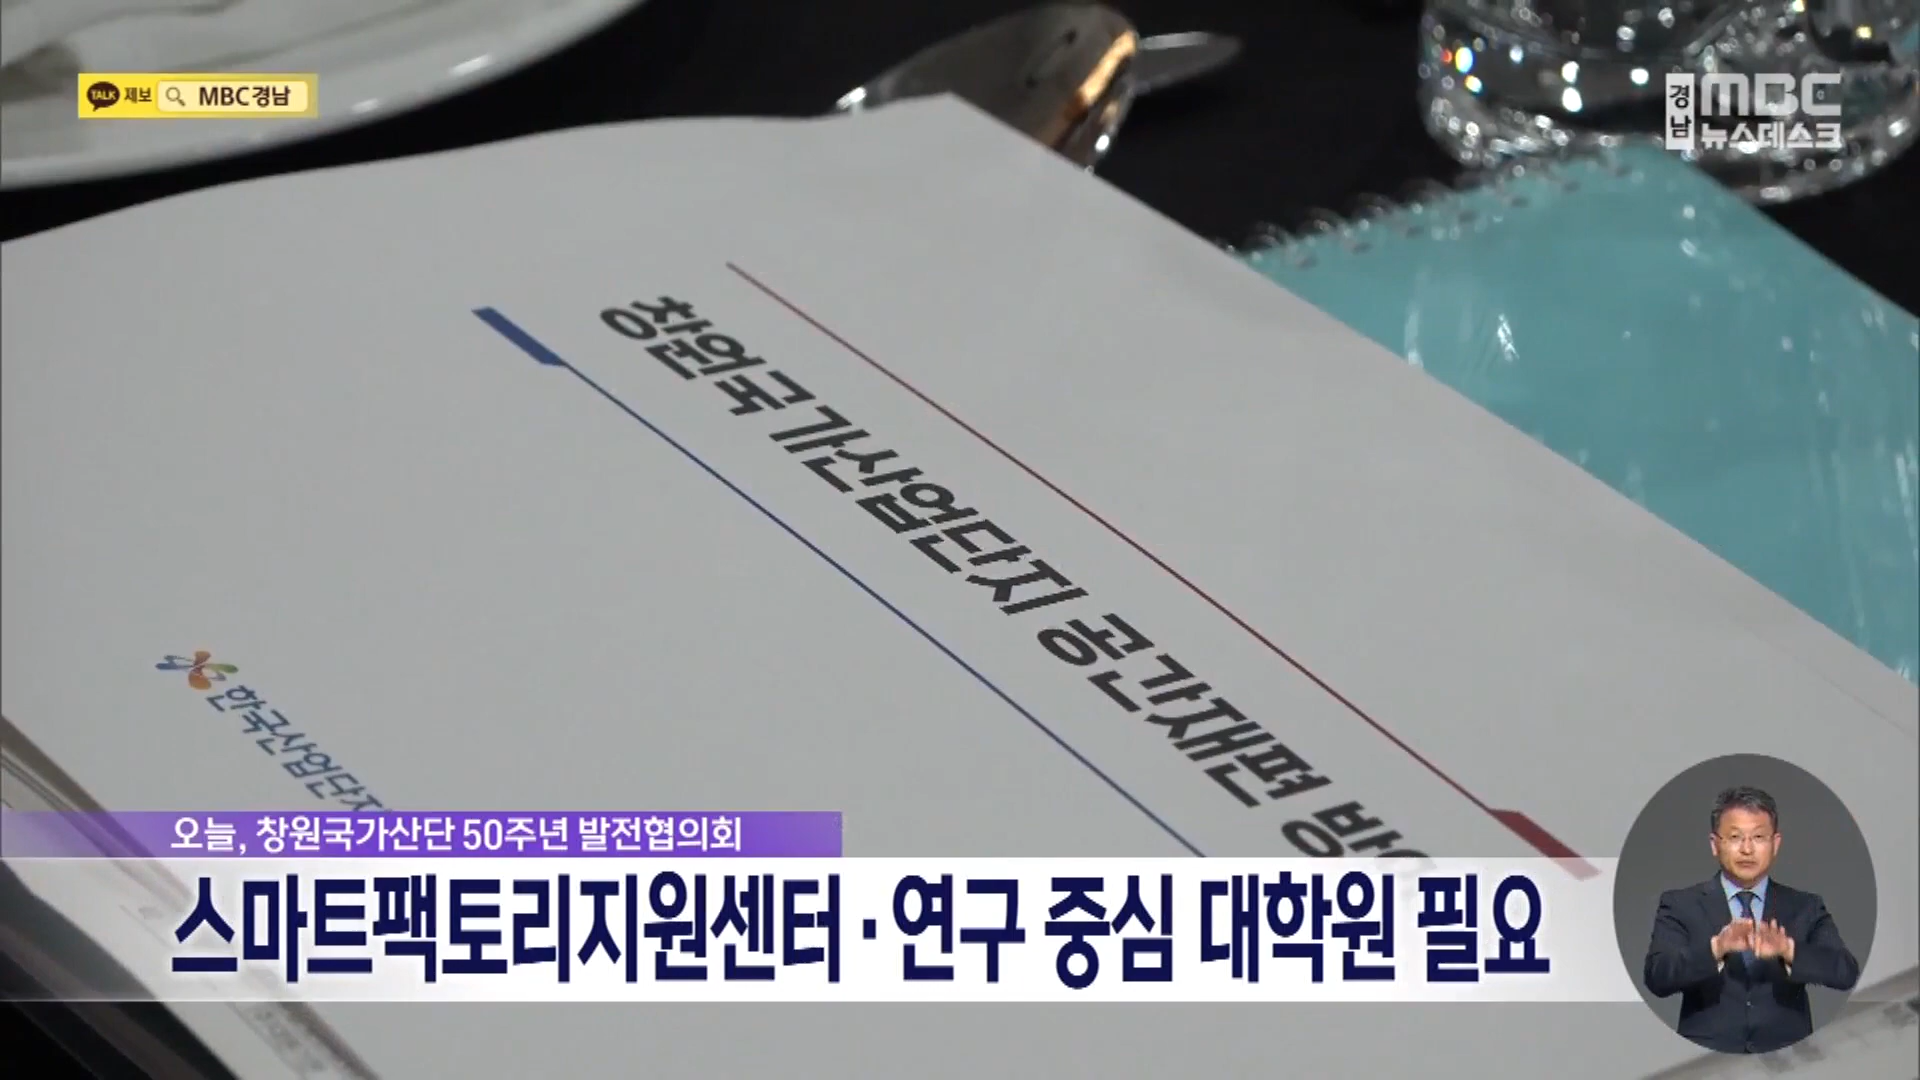 TALK 제보 MBC경남
경남 MBC
뉴스데스크
창원국가산업단지 공간재편
한국산업단지
오늘, 창원국가산단 50주년 발전협의회
스마트팩토리지원센터·연구 중심 대학원 필요